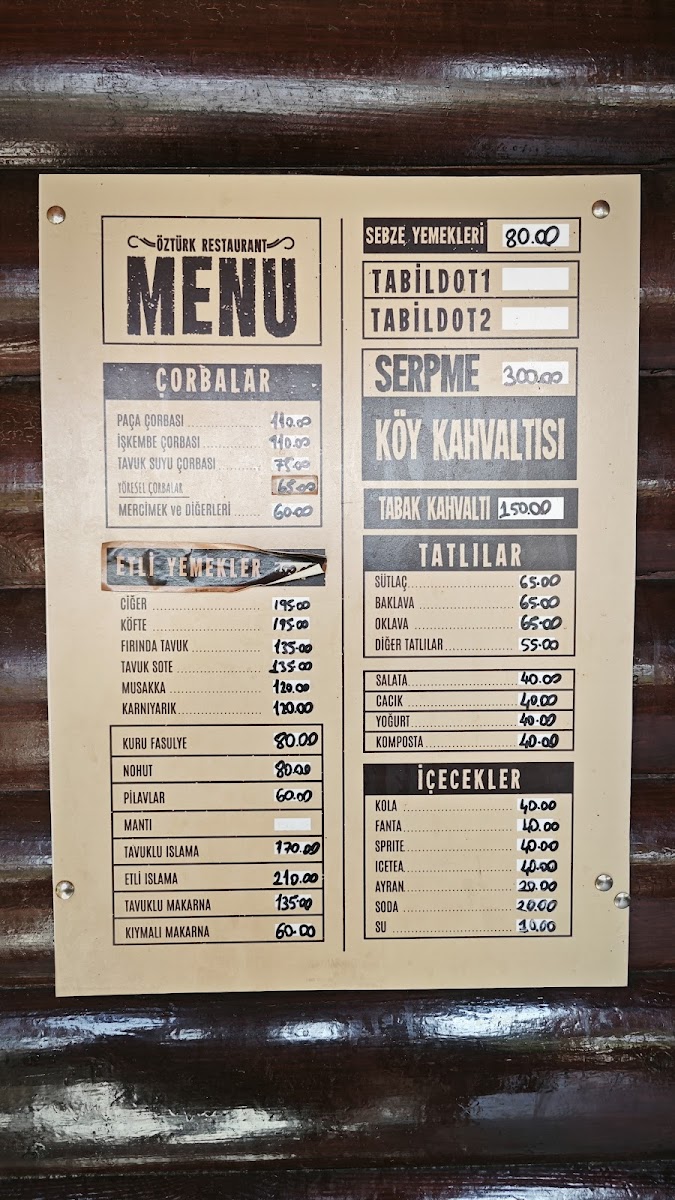 ÖZTÜRK RESTAURANT
MENU
ÇORBALAR
PAÇA ÇORBASI 110.00
İŞKEMBE ÇORBASI 110.00
TAVUK SUYU ÇORBASI 75.00
YÖRESEL ÇORBALAR 65.00
MERCİMEK ve DİĞERLERİ 60.00
ETLİ YEMEKLER
CİĞER 195.00
KÖFTE 195.00
FIRINDA TAVUK 135.00
TAVUK SOTE 135.00
MUSAKKA 120.00
KARNIYARIK 120.00
KURU FASULYE 80.00
NOHUT 80.00
PİLAVLAR 60.00
MANTI
TAVUKLU ISLAMA 170.00
ETLİ ISLAMA 210.00
TAVUKLU MAKARNA 135.00
KIYMALI MAKARNA 60.00
SEBZE YEMEKLERİ 80.00
TABİLDOT1
TABİLDOT2
SERPME 300.00
KÖY KAHVALTISI
TABAK KAHVALTI 150.00
TATLILAR
SÜTLAÇ 65.00
BAKLAVA 65.00
OKLAVA 65.00
DİĞER TATLILAR 55.00
SALATA 40.00
CACIK 40.00
YOĞURT 40.00
KOMPOSTA 40.00
İÇECEKLER
KOLA 40.00
FANTA 40.00
SPRITE 40.00
ICETEA 40.00
AYRAN 20.00
SODA 20.00
SU 10.00